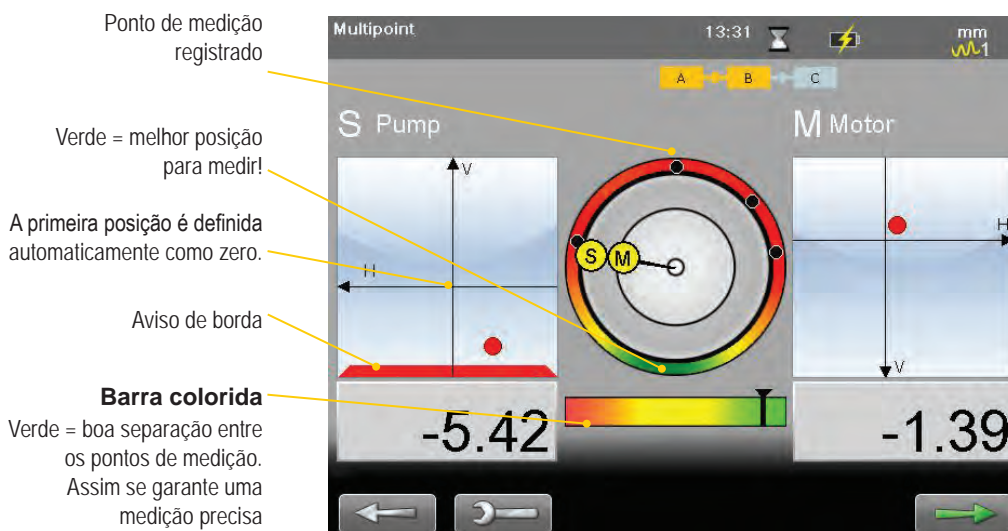 Ponto de medição
registrado
Verde = melhor posição
para medir!
A primeira posição é definida
automaticamente como zero.
Aviso de borda
Barra colorida
Verde = boa separação entre
os pontos de medição.
Assim se garante uma
medição precisa
Multipoint
13:31
mm
1
A
B
C
S Pump
M Motor
V
H
S
M
H
V
-5.42
-1.39